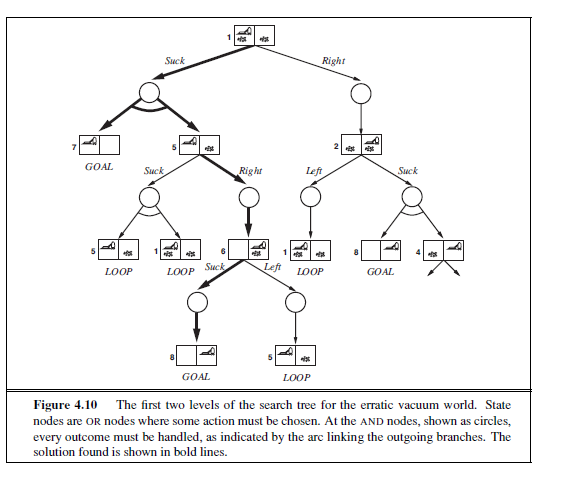 1
Suck Right
7 5 2
GOAL Suck Right Left Suck
5 1 6 1 8 4
LOOP LOOP Suck Left LOOP GOAL
8 5
GOAL LOOP
Figure 4.10 The first two levels of the search tree for the erratic vacuum world. State
nodes are OR nodes where some action must be chosen. At the AND nodes, shown as circles,
every outcome must be handled, as indicated by the arc linking the outgoing branches. The
solution found is shown in bold lines.